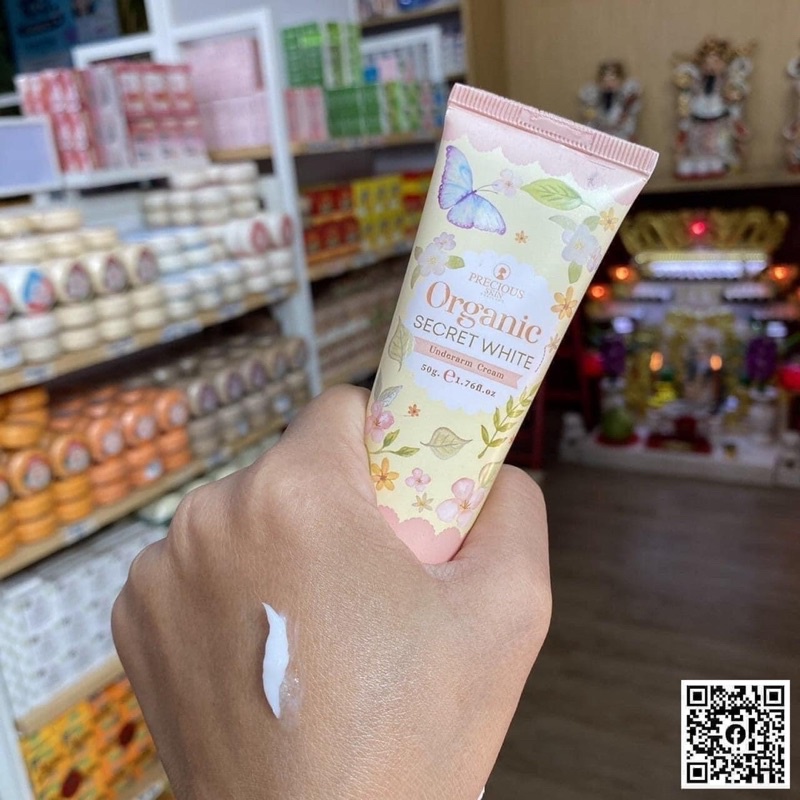 PRECIOUS
SKIN
Organic
SECRET WHITE
Underarm Cream
50g. ℮1.76fl.oz